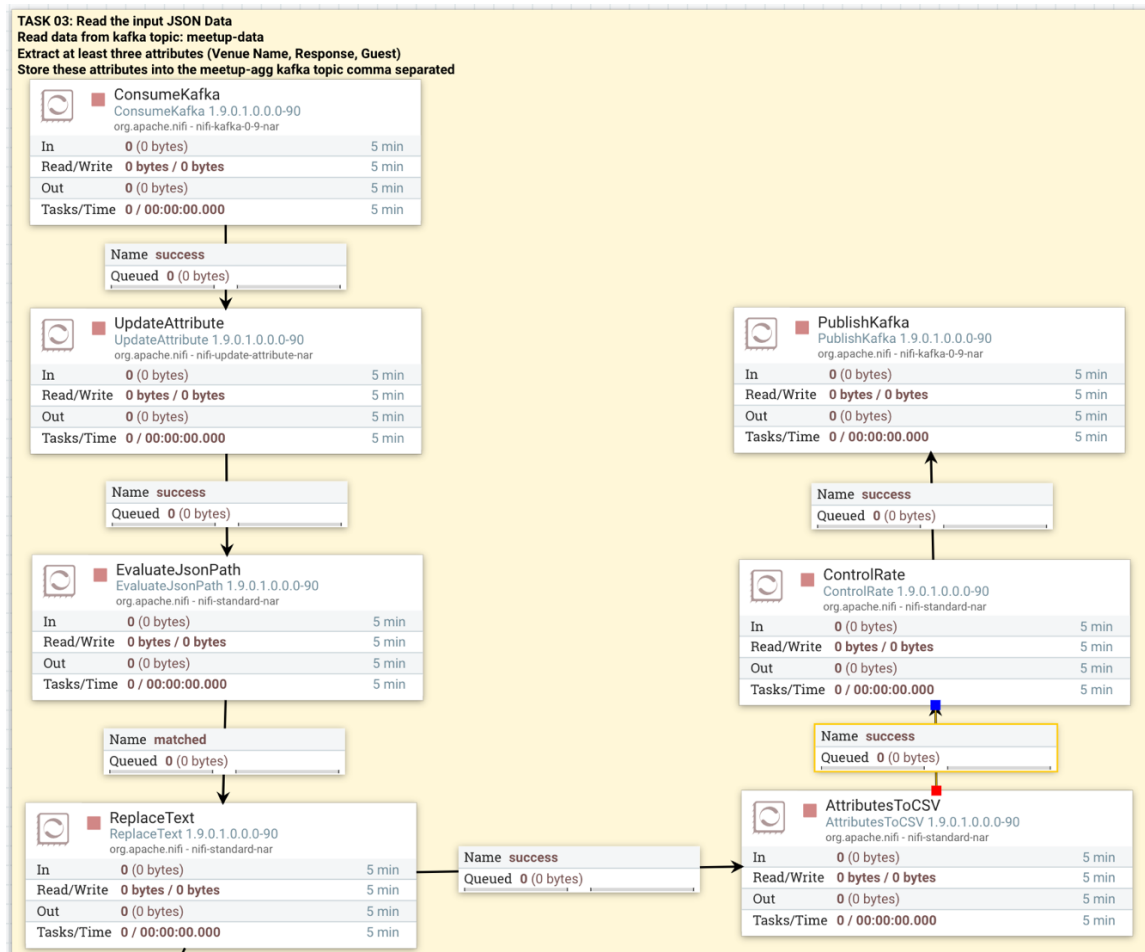 TASK 03: Read the input JSON Data
Read data from kafka topic: meetup-data
Extract at least three attributes (Venue Name, Response, Guest)
Store these attributes into the meetup-agg kafka topic comma separated
ConsumeKafka
ConsumeKafka 1.9.0.1.0.0.0-90
org.apache.nifi - nifi-kafka-0-9-nar
In 0 (0 bytes) 5 min
Read/Write 0 bytes / 0 bytes 5 min
Out 0 (0 bytes) 5 min
Tasks/Time 0 / 00:00:00.000 5 min
Name success
Queued 0 (0 bytes)
UpdateAttribute
UpdateAttribute 1.9.0.1.0.0.0-90
org.apache.nifi - nifi-update-attribute-nar
In 0 (0 bytes) 5 min
Read/Write 0 bytes / 0 bytes 5 min
Out 0 (0 bytes) 5 min
Tasks/Time 0 / 00:00:00.000 5 min
Name success
Queued 0 (0 bytes)
EvaluateJsonPath
EvaluateJsonPath 1.9.0.1.0.0.0-90
org.apache.nifi - nifi-standard-nar
In 0 (0 bytes) 5 min
Read/Write 0 bytes / 0 bytes 5 min
Out 0 (0 bytes) 5 min
Tasks/Time 0 / 00:00:00.000 5 min
Name matched
Queued 0 (0 bytes)
ReplaceText
ReplaceText 1.9.0.1.0.0.0-90
org.apache.nifi - nifi-standard-nar
In 0 (0 bytes) 5 min
Read/Write 0 bytes / 0 bytes 5 min
Out 0 (0 bytes) 5 min
Tasks/Time 0 / 00:00:00.000 5 min
Name success
Queued 0 (0 bytes)
AttributesToCSV
AttributesToCSV 1.9.0.1.0.0.0-90
org.apache.nifi - nifi-standard-nar
In 0 (0 bytes) 5 min
Read/Write 0 bytes / 0 bytes 5 min
Out 0 (0 bytes) 5 min
Tasks/Time 0 / 00:00:00.000 5 min
Name success
Queued 0 (0 bytes)
ControlRate
ControlRate 1.9.0.1.0.0.0-90
org.apache.nifi - nifi-standard-nar
In 0 (0 bytes) 5 min
Read/Write 0 bytes / 0 bytes 5 min
Out 0 (0 bytes) 5 min
Tasks/Time 0 / 00:00:00.000 5 min
Name success
Queued 0 (0 bytes)
PublishKafka
PublishKafka 1.9.0.1.0.0.0-90
org.apache.nifi - nifi-kafka-0-9-nar
In 0 (0 bytes) 5 min
Read/Write 0 bytes / 0 bytes 5 min
Out 0 (0 bytes) 5 min
Tasks/Time 0 / 00:00:00.000 5 min